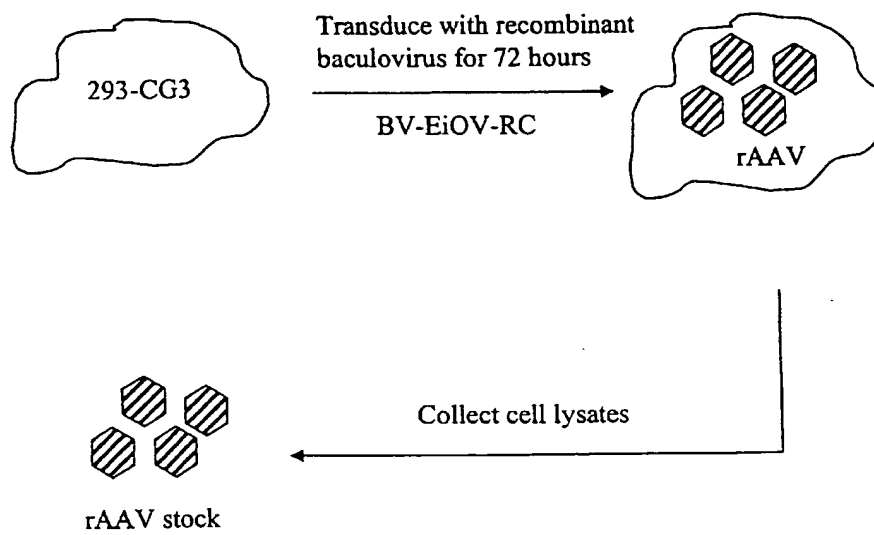 293-CG3
Transduce with recombinant
baculovirus for 72 hours
BV-EiOV-RC
rAAV
Collect cell lysates
rAAV stock